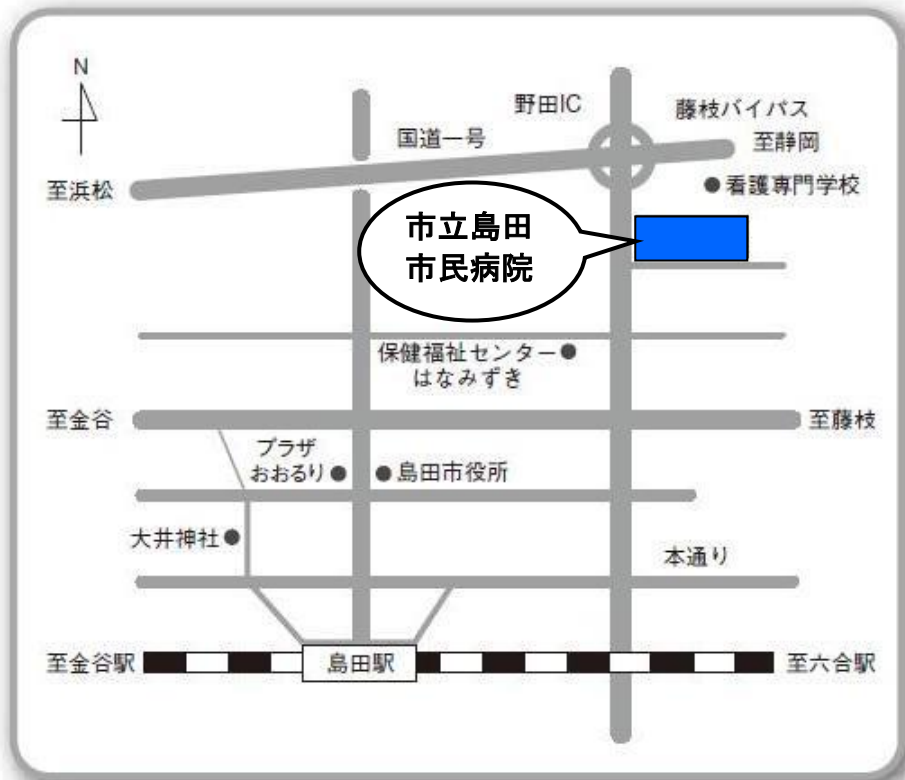 N
野田IC
藤枝バイパス
国道一号
至静岡
至浜松
看護専門学校
市立島田
市民病院
保健福祉センター
はなみずき
至金谷
至藤枝
プラザ
おおるり
島田市役所
大井神社
本通り
至金谷駅
島田駅
至六合駅